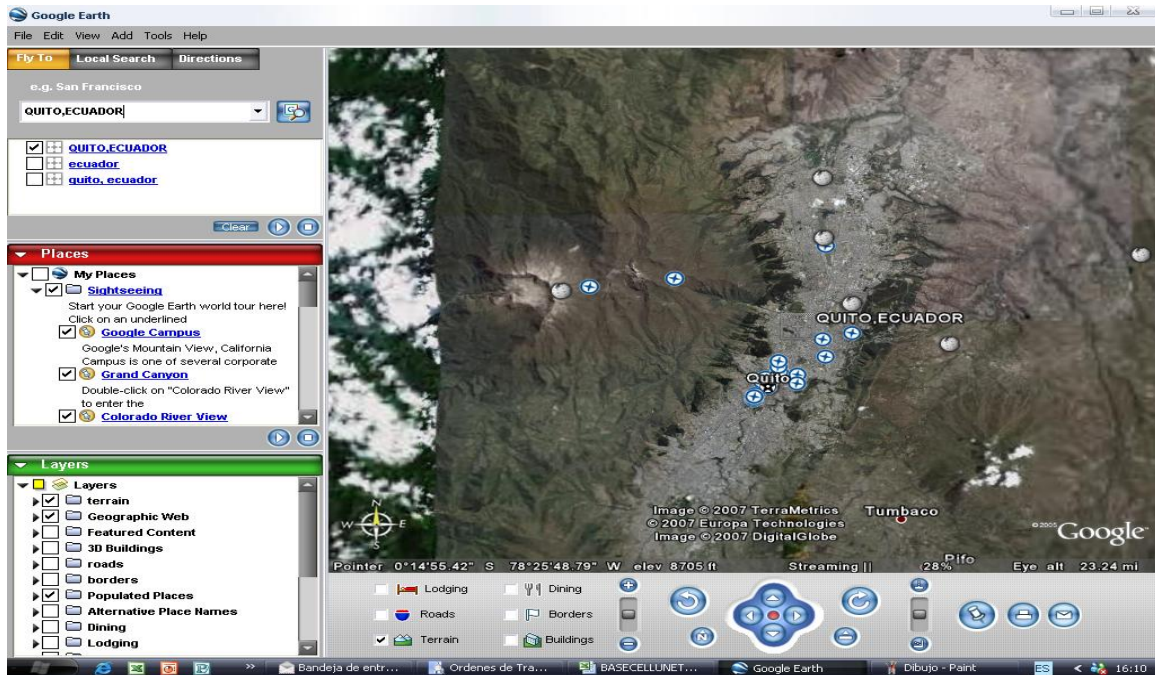 Google Earth
File Edit View Add Tools Help
Fly To Local Search Directions
e.g. San Francisco
QUITO,ECUADOR
QUITO,ECUADOR
ecuador
quito, ecuador
Clear
Places
My Places
Sightseeing
Start your Google Earth world tour here!
Click on an underlined
Google Campus
Google's Mountain View, California
Campus is one of several corporate
Grand Canyon
Double-click on "Colorado River View"
to enter the
Colorado River View
Layers
Layers
terrain
Geographic Web
Featured Content
3D Buildings
roads
borders
Populated Places
Alternative Place Names
Dining
Lodging
QUITO,ECUADOR
Quito
N
W E
S
Image © 2007 TerraMetrics
© 2007 Europa Technologies
Image © 2007 DigitalGlobe
Tumbaco
©2005 Google
Pifo
Pointer 0°14'55.42" S 78°25'48.79" W elev 8705 ft Streaming || 28% Eye alt 23.24 mi
Lodging Dining
Roads Borders
Terrain Buildings
N
» Bandeja de entr... Ordenes de Tra... BASECELLUNET... Google Earth Dibujo - Paint ES < 16:10